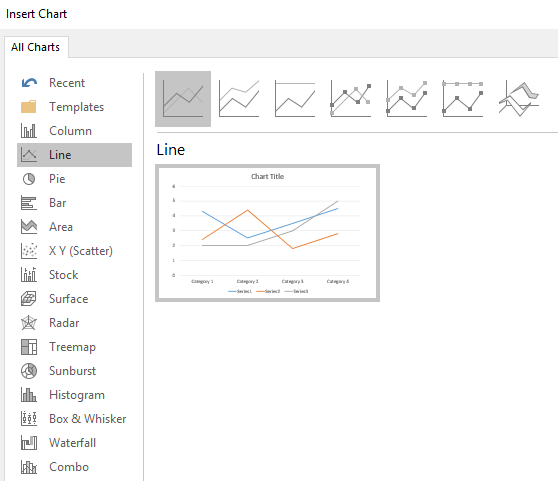 Insert Chart
All Charts
Recent
Templates
Column
Line
Pie
Bar
Area
X Y (Scatter)
Stock
Surface
Radar
Treemap
Sunburst
Histogram
Box & Whisker
Waterfall
Combo
Line
Chart Title
6
5
4
3
2
1
0
Category 1 Category 2 Category 3 Category 4
Series1 Series2 Series3